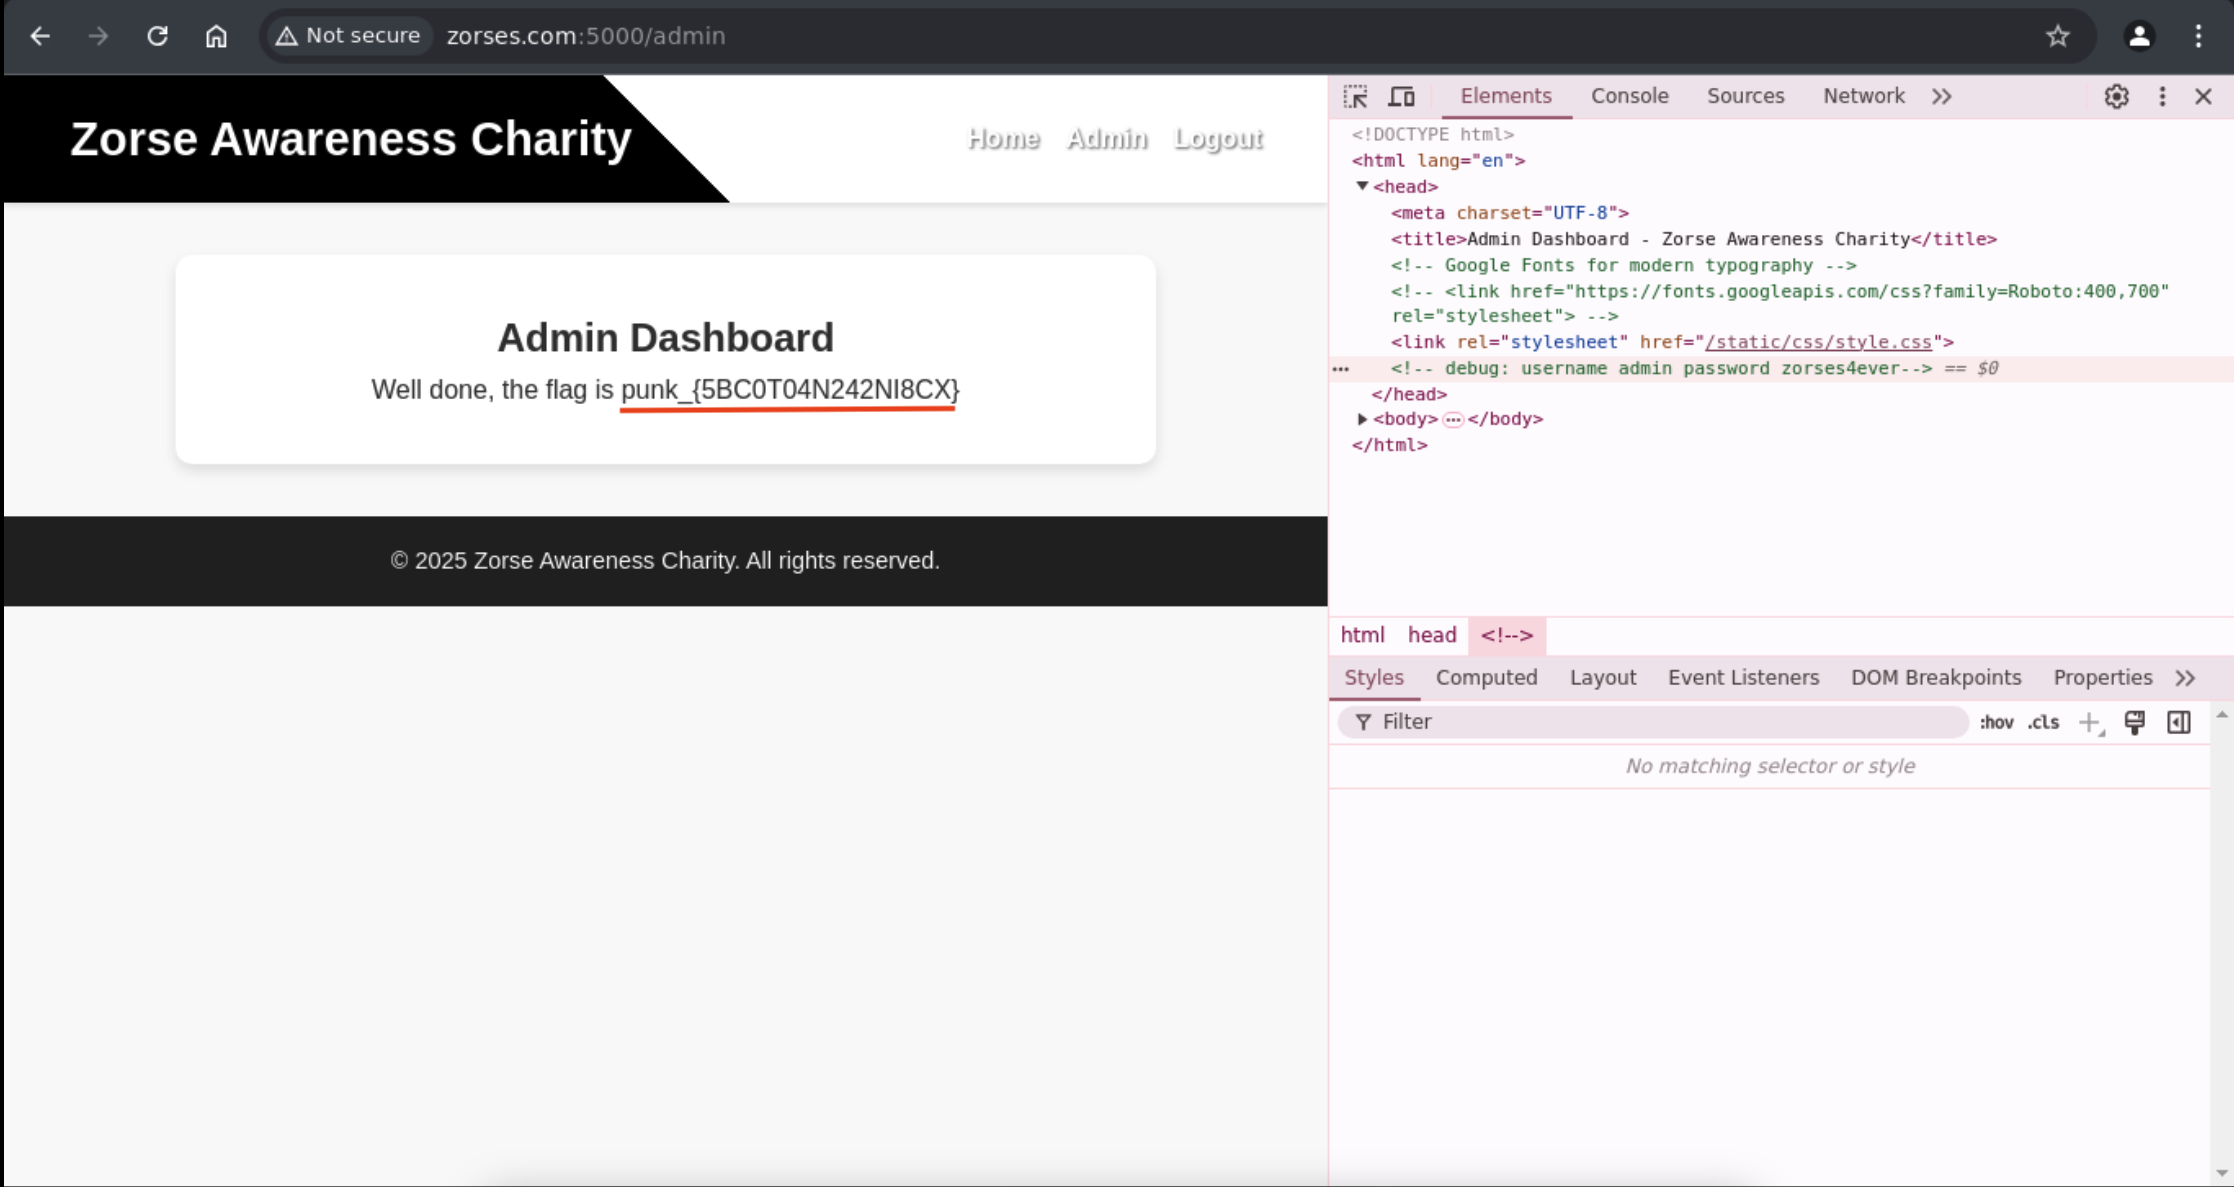 Not secure zorses.com:5000/admin
Zorse Awareness Charity
Home Admin Logout
Admin Dashboard
Well done, the flag is punk_{5BC0T04N242NI8CX}
© 2025 Zorse Awareness Charity. All rights reserved.
Elements Console Sources Network
<!DOCTYPE html>
<html lang="en">
<head>
<meta charset="UTF-8">
<title>Admin Dashboard - Zorse Awareness Charity</title>
<!-- Google Fonts for modern typography -->
<!-- <link href="https://fonts.googleapis.com/css?family=Roboto:400,700"
rel="stylesheet"> -->
<link rel="stylesheet" href="/static/css/style.css">
<!-- debug: username admin password zorses4ever--> == $0
</head>
<body> … </body>
</html>
html head <!-->
Styles Computed Layout Event Listeners DOM Breakpoints Properties
Filter :hov .cls
No matching selector or style